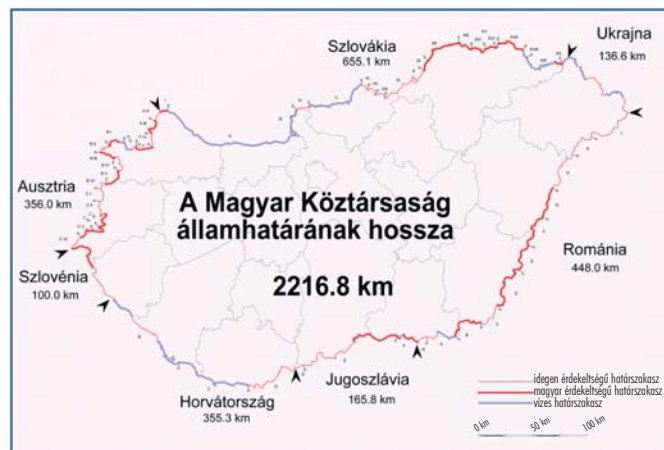 Szlovákia
655.1 km
Ukrajna
136.6 km
Ausztria
356.0 km
A Magyar Köztársaság
államhatárának hossza
2216.8 km
Románia
448.0 km
Szlovénia
100.0 km
Horvátország
355.3 km
Jugoszlávia
165.8 km
idegen érdekeltségű határszakasz
magyar érdekeltségű határszakasz
vizes határszakasz
0 km 50 km 100 km